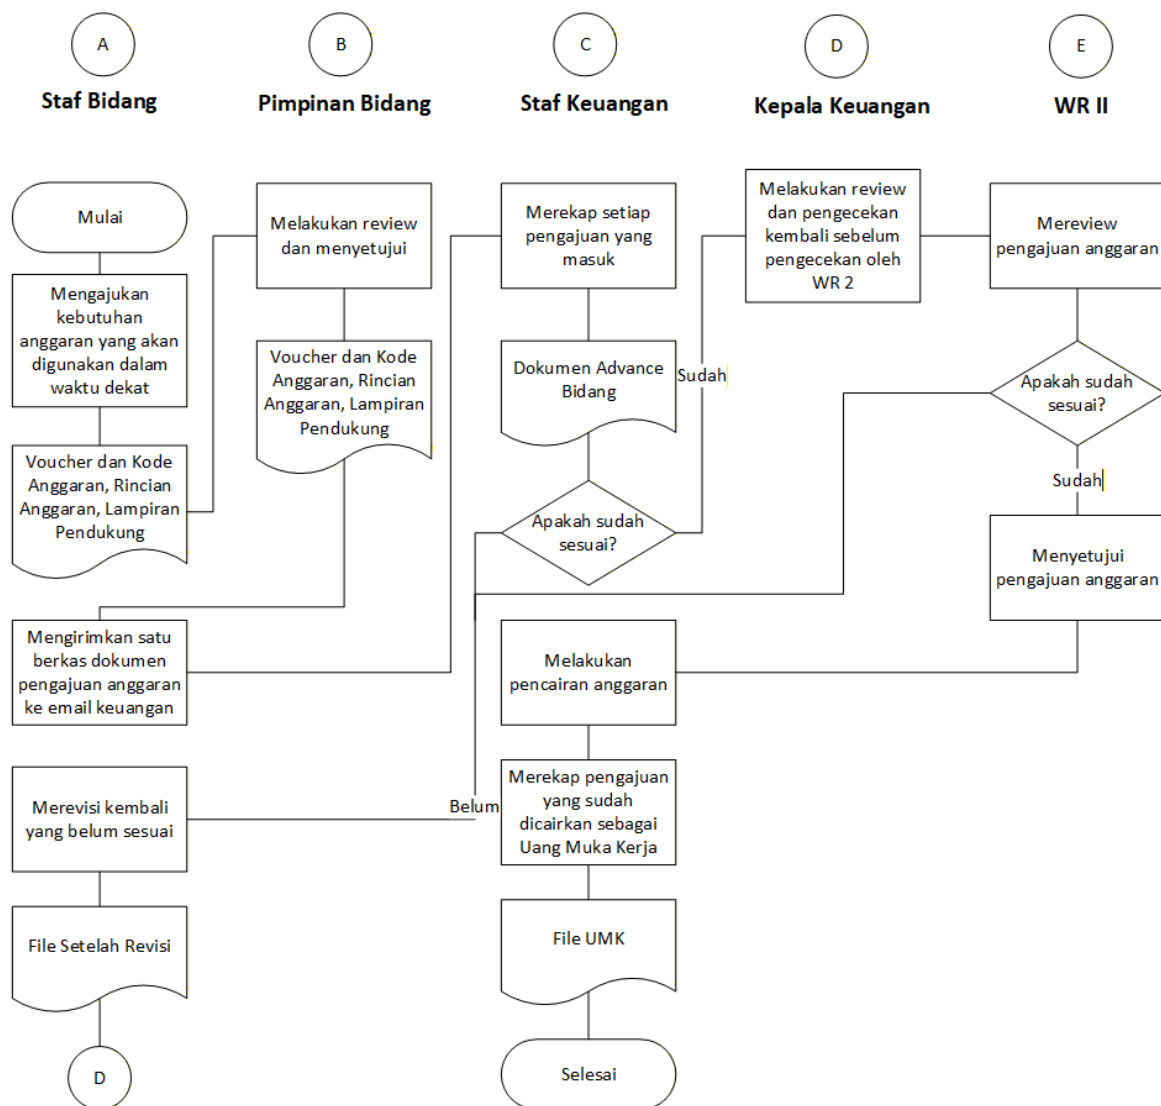 A
B
C
D
E
Staf Bidang
Pimpinan Bidang
Staf Keuangan
Kepala Keuangan
WR II
Mulai
Mengajukan
kebutuhan
anggaran yang akan
digunakan dalam
waktu dekat
Voucher dan Kode
Anggaran, Rincian
Anggaran, Lampiran
Pendukung
Mengirimkan satu
berkas dokumen
pengajuan anggaran
ke email keuangan
Merevisi kembali
yang belum sesuai
File Setelah Revisi
D
Melakukan review
dan menyetujui
Voucher dan Kode
Anggaran, Rincian
Anggaran, Lampiran
Pendukung
Merekap setiap
pengajuan yang
masuk
Dokumen Advance
Bidang
Apakah sudah
sesuai?
Sudah
Belum
Melakukan
pencairan anggaran
Merekap pengajuan
yang sudah
dicairkan sebagai
Uang Muka Kerja
File UMK
Selesai
Melakukan review
dan pengecekan
kembali sebelum
pengecekan oleh
WR 2
Mereview
pengajuan anggaran
Apakah sudah
sesuai?
Sudah
Menyetujui
pengajuan anggaran